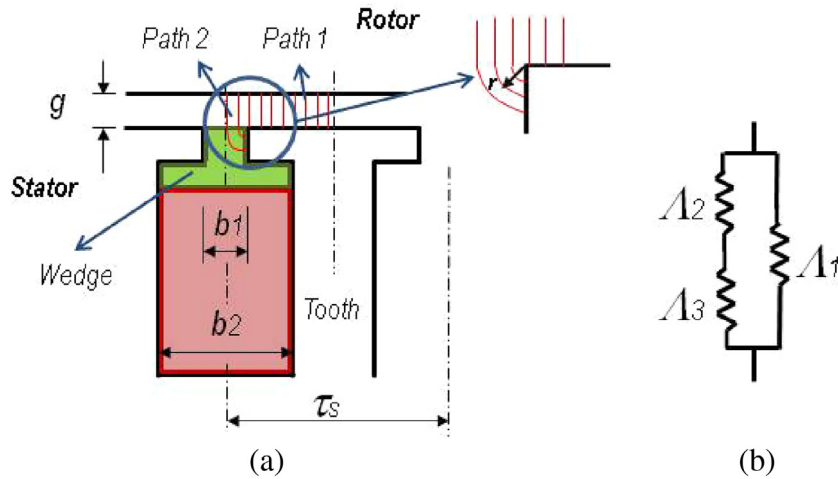 Rotor
Path 2
Path 1
g
r
Stator
b1
Wedge
Tooth
b2
τs
(a)
Λ2
Λ3
Λ1
(b)